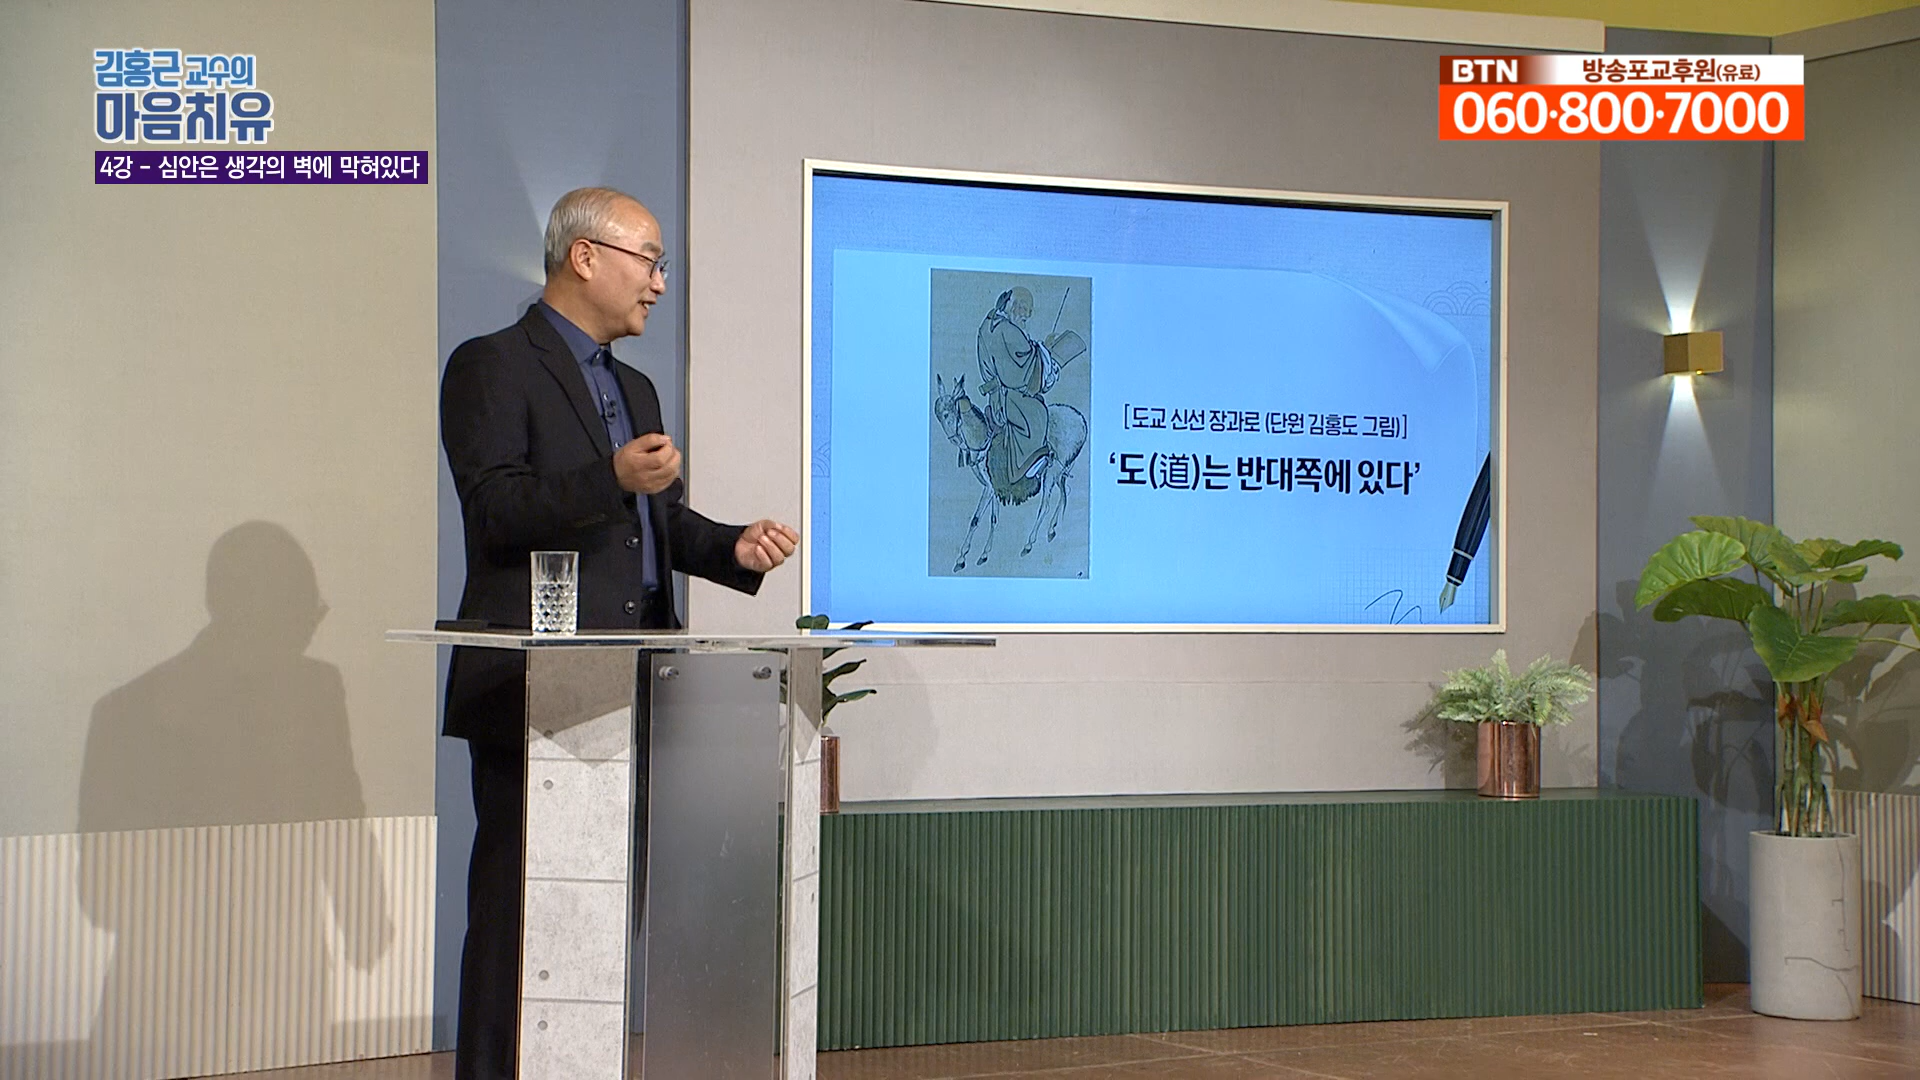 김홍근 교수의
마음치유
4강 - 심안은 생각의 벽에 막혀있다
BTN 방송포교후원(유료)
060·800·7000
[도교 신선 장과로 (단원 김홍도 그림)]
‘도(道)는 반대쪽에 있다’